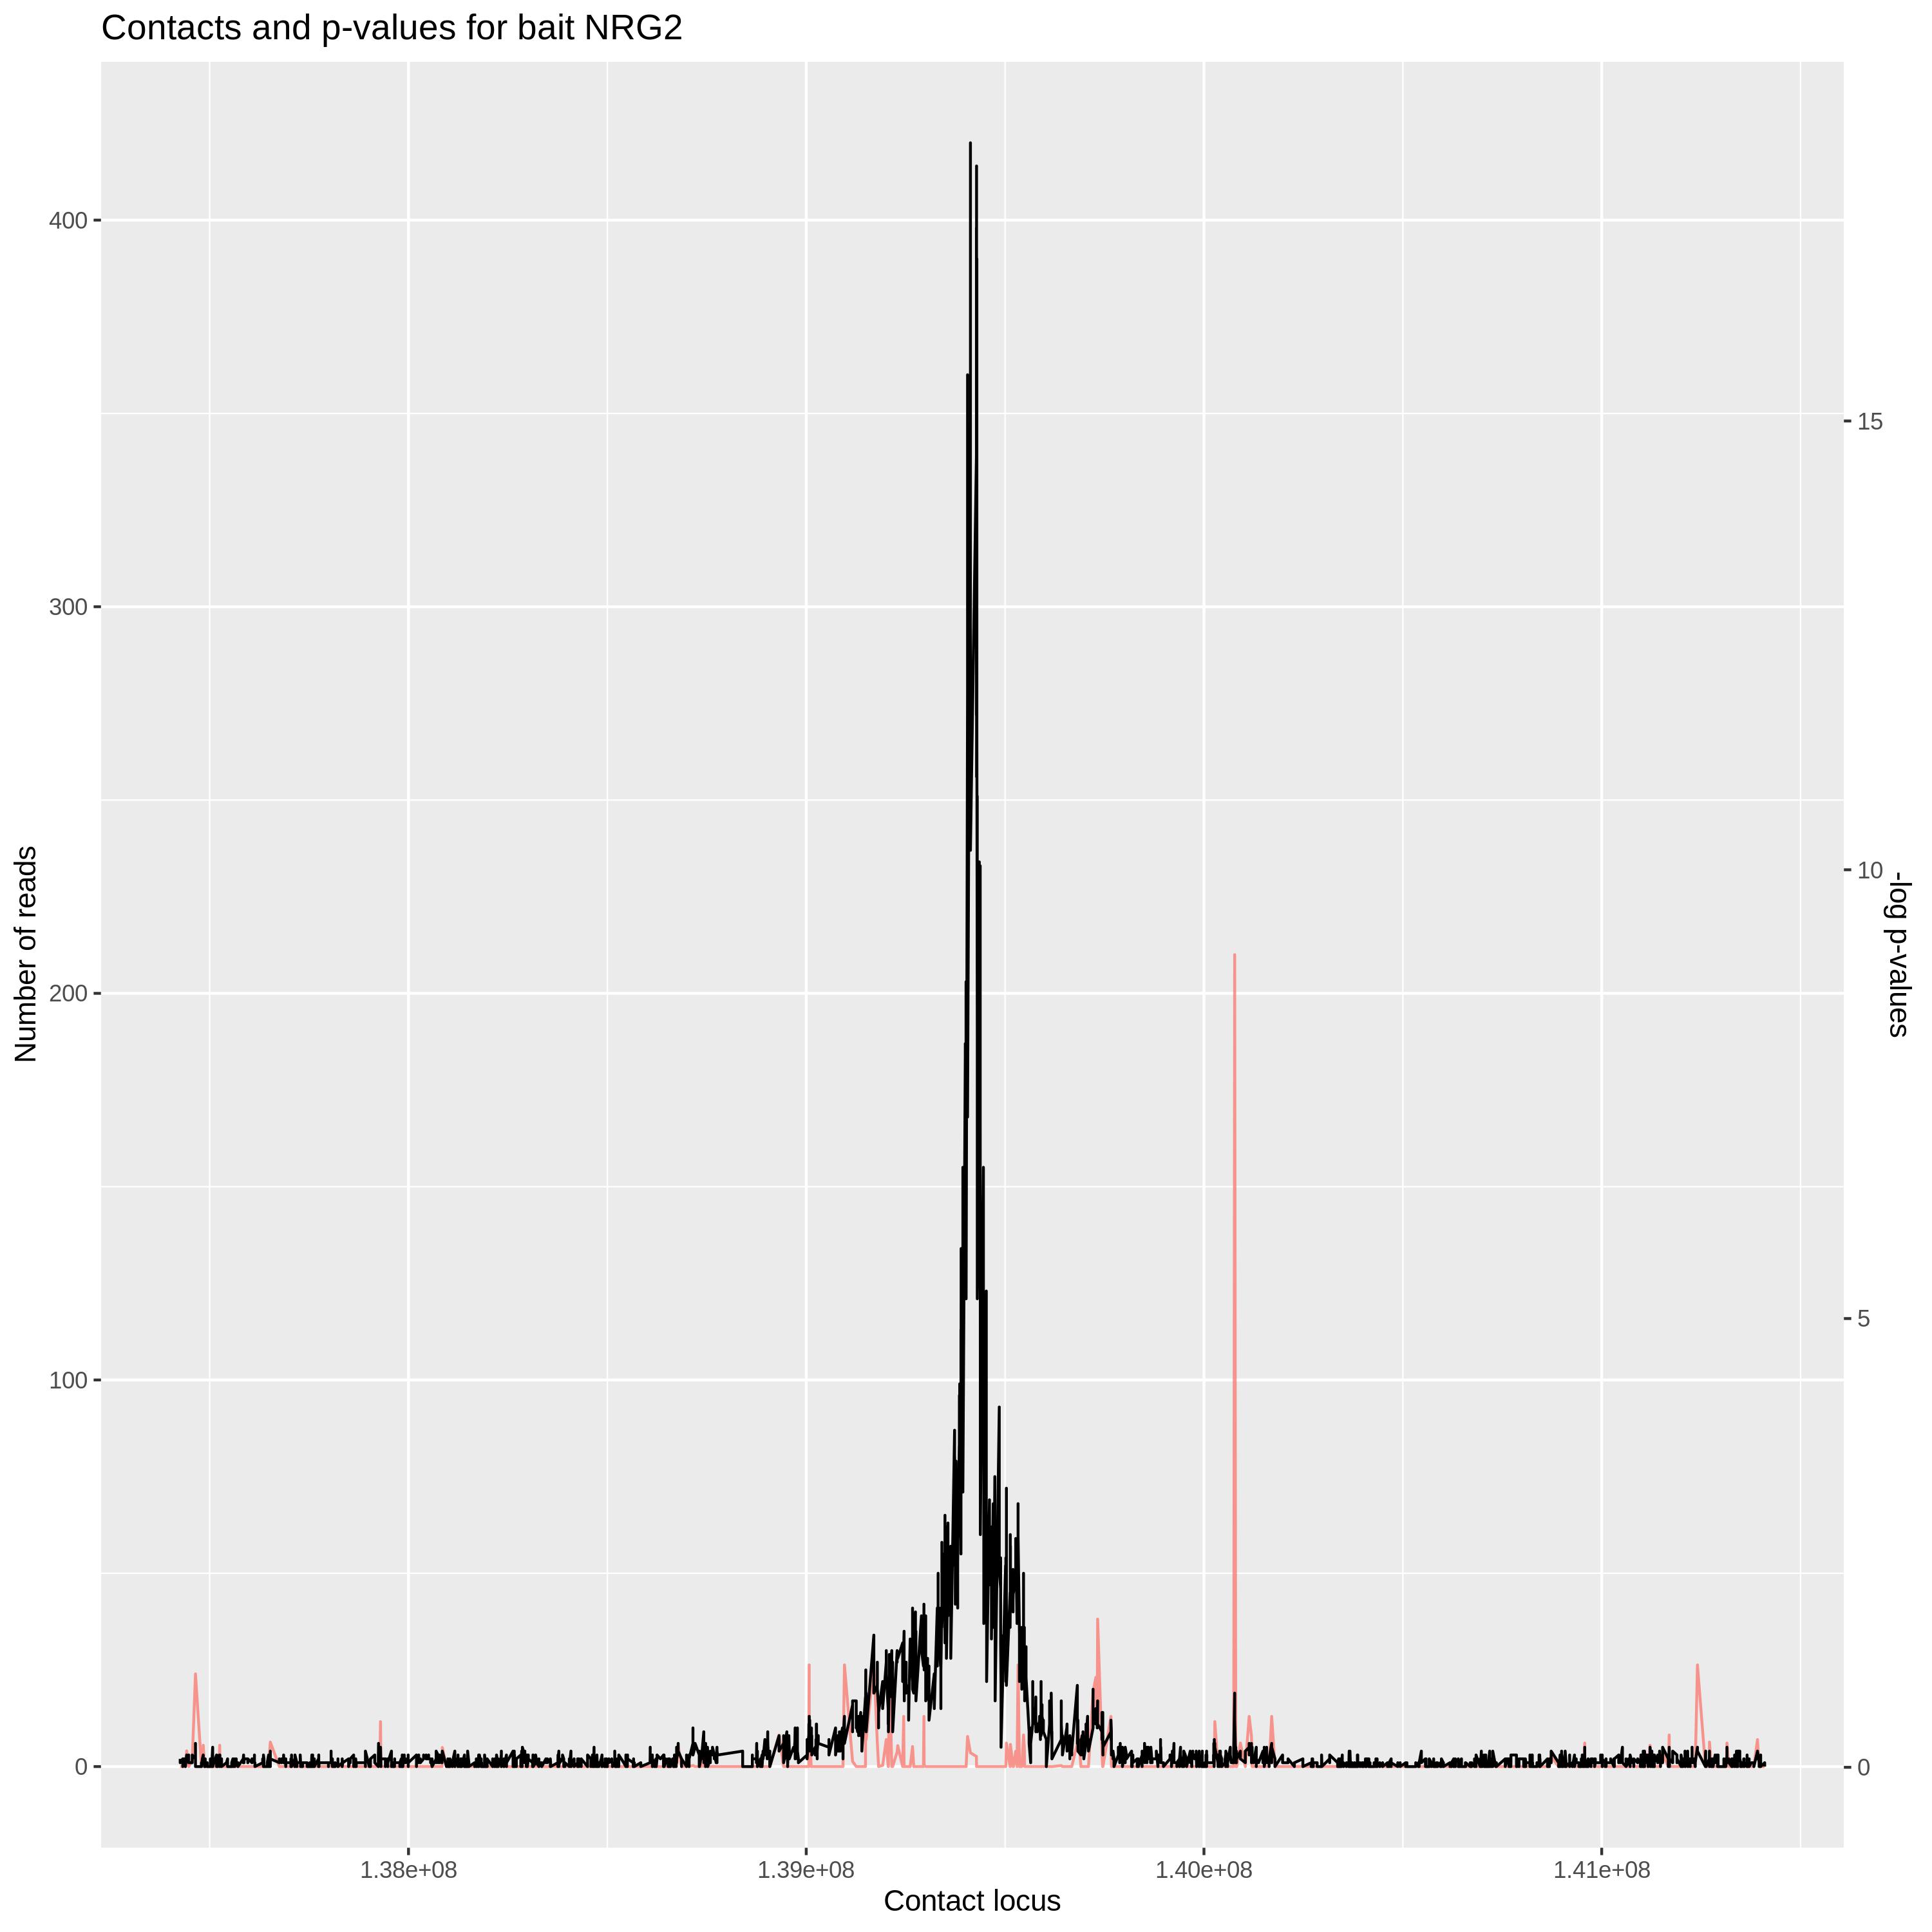 Contacts and p-values for bait NRG2
Number of reads
400
300
200
100
0
15
10
5
0
-log p-values
1.38e+08
1.39e+08
1.40e+08
1.41e+08
Contact locus